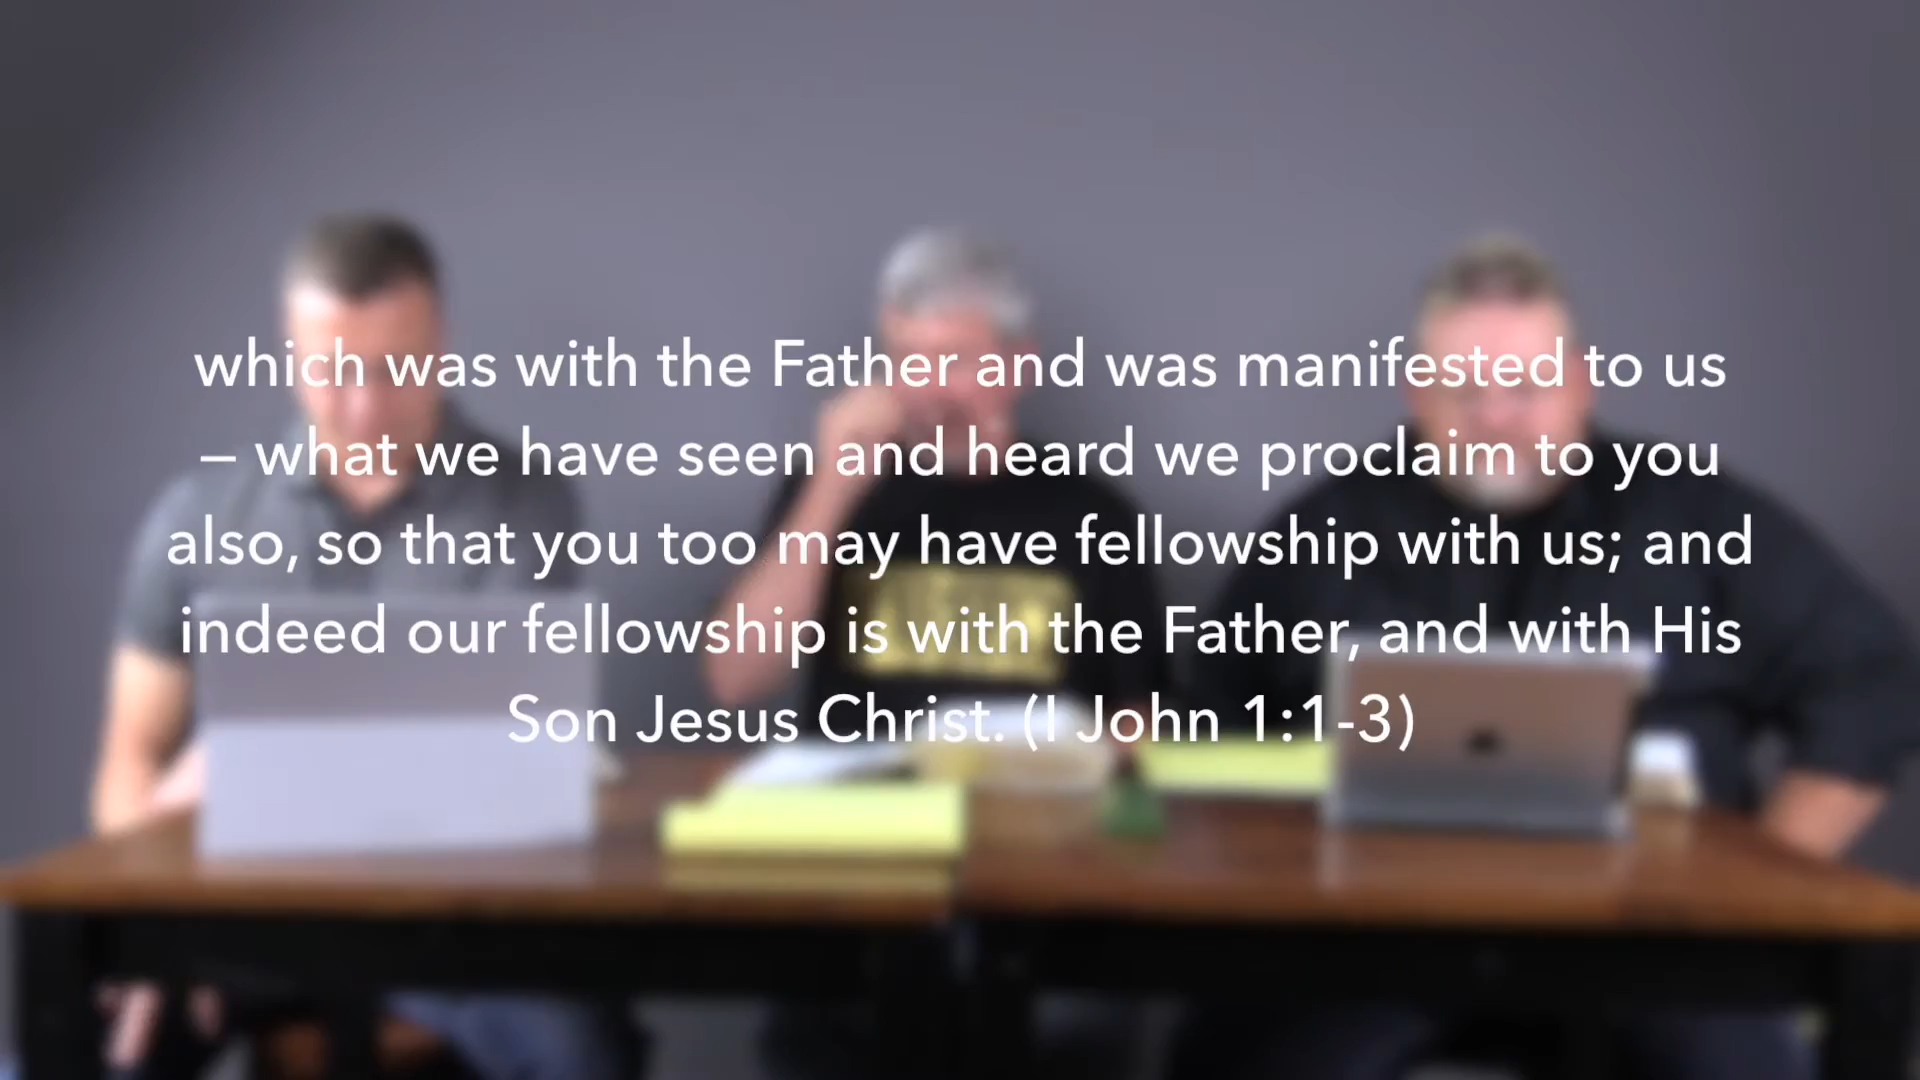 which was with the Father and was manifested to us
– what we have seen and heard we proclaim to you
also, so that you too may have fellowship with us; and
indeed our fellowship is with the Father, and with His
Son Jesus Christ. (I John 1:1-3)